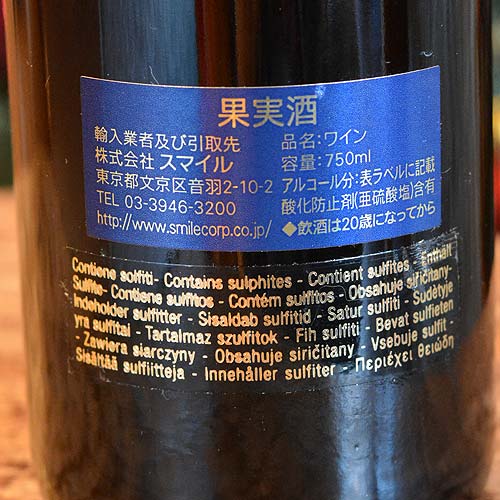 果実酒
輸入業者及び引取先
株式会社 スマイル
東京都文京区音羽2-10-2
TEL 03-3946-3200
http://www.smilecorp.co.jp/
品名:ワイン
容量:750ml
アルコール分:表ラベルに記載
酸化防止剤(亜硫酸塩)含有
◆飲酒は20歳になってから
Contiene solfiti - Contains sulphites - Contient sulfites - Enthält
Sulfite - Contiene sulfitos - Contém sulfitos - Obsahuje siričitany-
Indeholder sulfitter - Sisaldab sulfitid - Satur sulfiti - Sudėtyje
yra sulfitai - Tartalmaz szulfitok - Fih sulfiti - Bevat sulfieten
- Zawiera siarczyny - Obsahuje siričitany - Vsebuje sulfit -
Sisältää sulfiitteja - Innehåller sulfiter - Περιέχει θειώδη